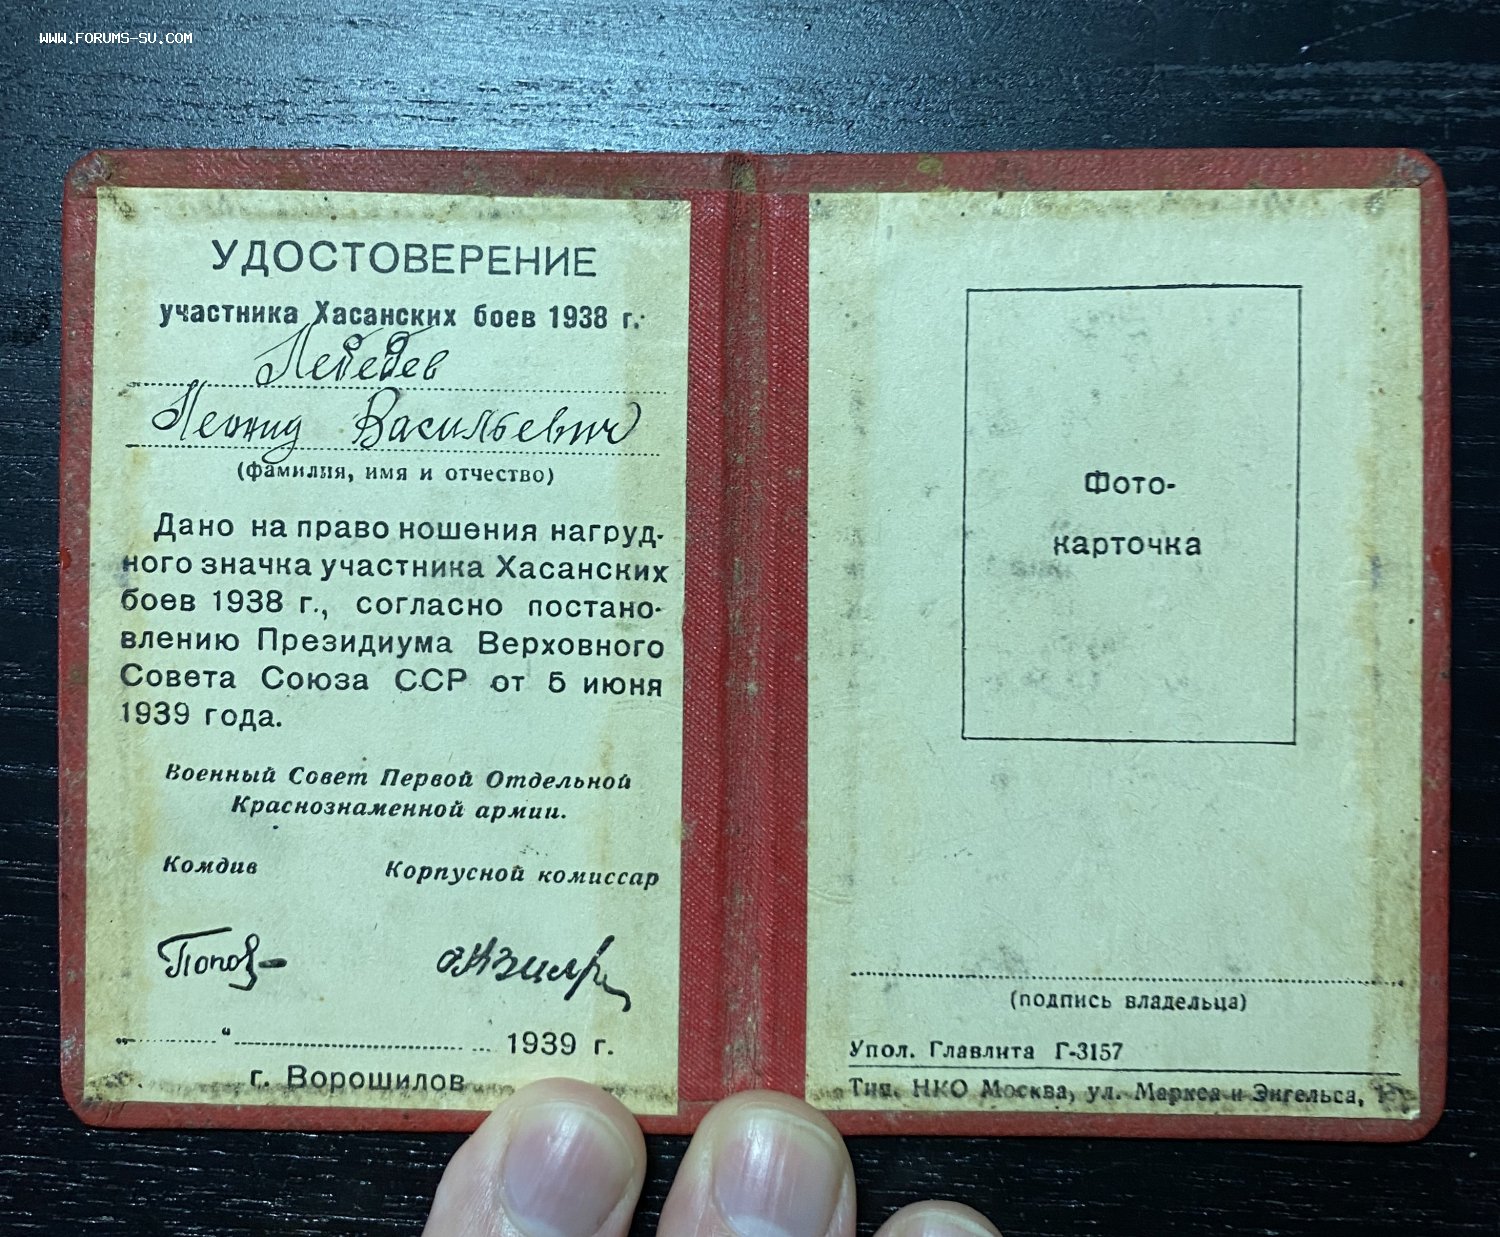 WWW.FORUMS-SU.COM
УДОСТОВЕРЕНИЕ
участника Хасанских боев 1938 г.
Лебедев
Леонид Васильевич
(фамилия, имя и отчество)
Дано на право ношения нагруд-
ного значка участника Хасанских
боев 1938 г., согласно постано-
влению Президиума Верховного
Совета Союза ССР от 5 июня
1939 года.
Военный Совет Первой Отдельной
Краснознаменной армии.
Комдив Корпусной комиссар
Попов
„ “ 1939 г.
г. Ворошилов
Фото-
карточка
(подпись владельца)
Упол. Главлита Г-3157
Тип. НКО Москва, ул. Маркса и Энгельса,